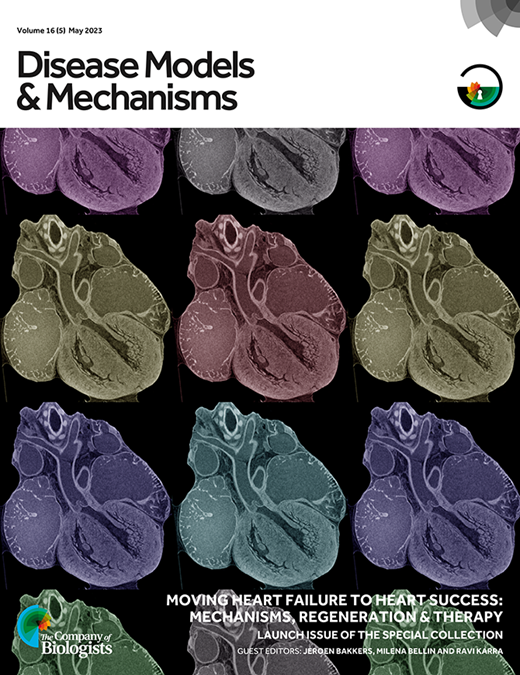 Volume 16 (5) May 2023
Disease Models
& Mechanisms
MOVING HEART FAILURE TO HEART SUCCESS:
MECHANISMS, REGENERATION & THERAPY
LAUNCH ISSUE OF THE SPECIAL COLLECTION
GUEST EDITORS: JEROEN BAKKERS, MILENA BELLIN AND RAVI KARRA
The Company of
Biologists